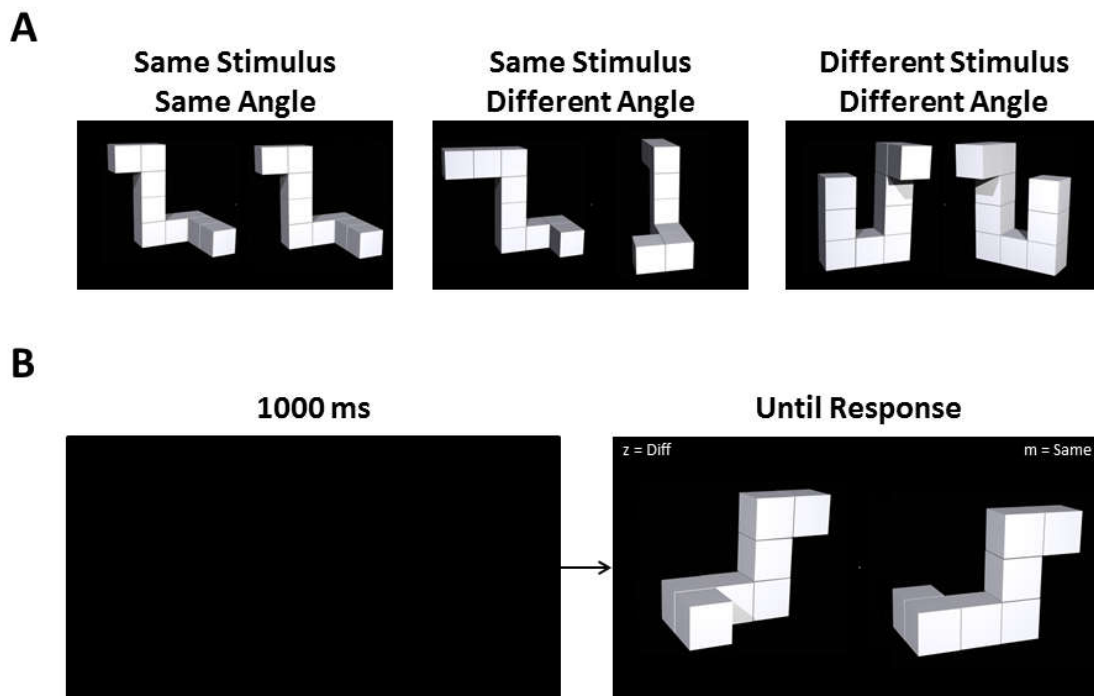 A
Same Stimulus
Same Angle
Same Stimulus
Different Angle
Different Stimulus
Different Angle
B
1000 ms
Until Response
z = Diff
m = Same